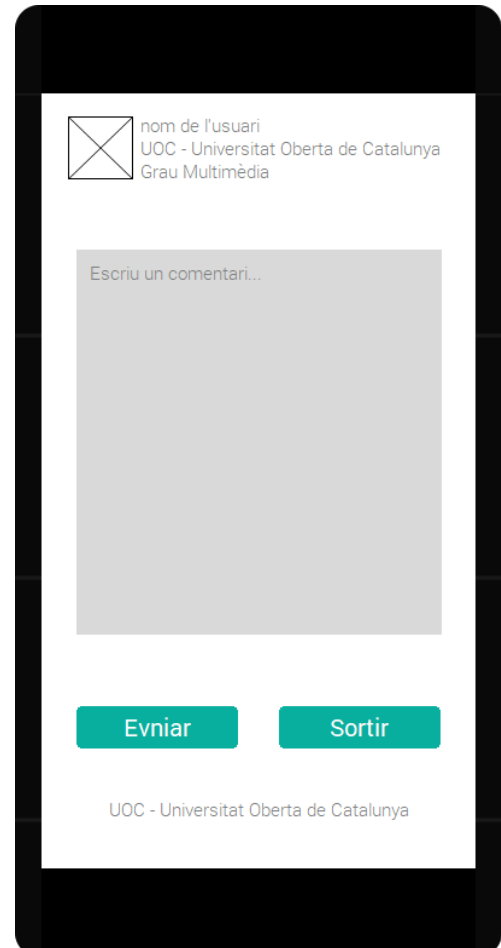 nom de l'usuari
UOC - Universitat Oberta de Catalunya
Grau Multimèdia
Escriu un comentari...
Evniar
Sortir
UOC - Universitat Oberta de Catalunya